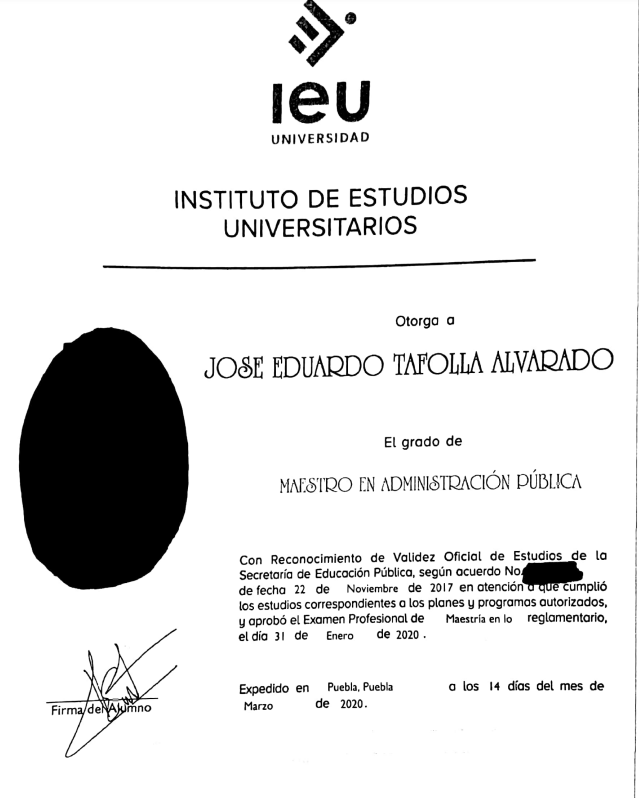 ieu
UNIVERSIDAD
INSTITUTO DE ESTUDIOS
UNIVERSITARIOS
Otorga a
JOSE EDUARDO TAFOLLA ALVARADO
El grado de
MAESTRO EN ADMINISTRACIÓN PÚBLICA
Con Reconocimiento de Validez Oficial de Estudios de la
Secretaría de Educación Pública, según acuerdo No.
de fecha 22 de Noviembre de 2017 en atención a que cumplió
los estudios correspondientes a los planes y programas autorizados,
y aprobó el Examen Profesional de Maestría en lo reglamentario,
el día 31 de Enero de 2020.
Expedido en Puebla, Puebla a los 14 días del mes de
Marzo de 2020.
Firma del Alumno